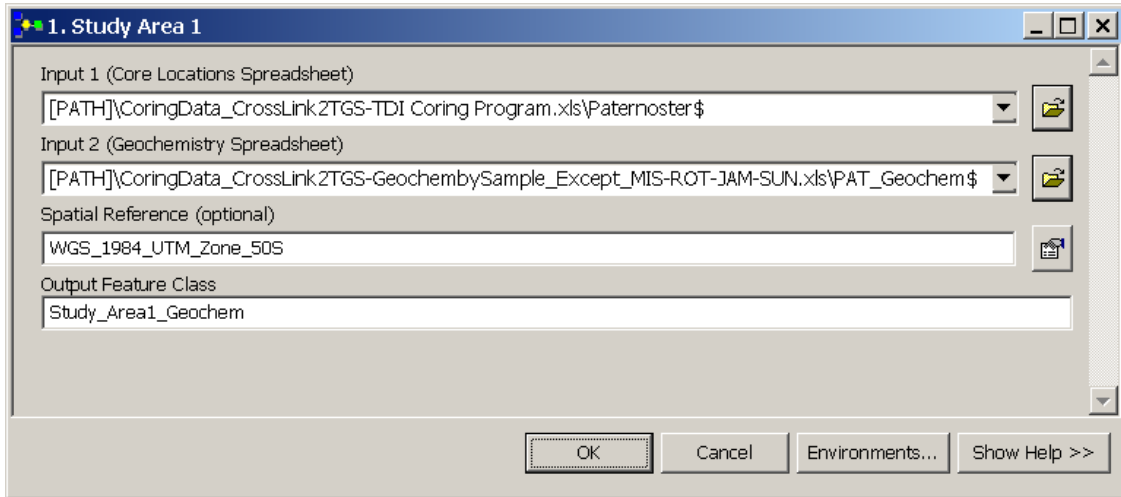 1. Study Area 1
Input 1 (Core Locations Spreadsheet)
[PATH]\CoringData_CrossLink2TGS-TDI Coring Program.xls\Paternoster$
Input 2 (Geochemistry Spreadsheet)
[PATH]\CoringData_CrossLink2TGS-GeochembySample_Except_MIS-ROT-JAM-SUN.xls\PAT_Geochem$
Spatial Reference (optional)
WGS_1984_UTM_Zone_50S
Output Feature Class
Study_Area1_Geochem
OK Cancel Environments... Show Help >>